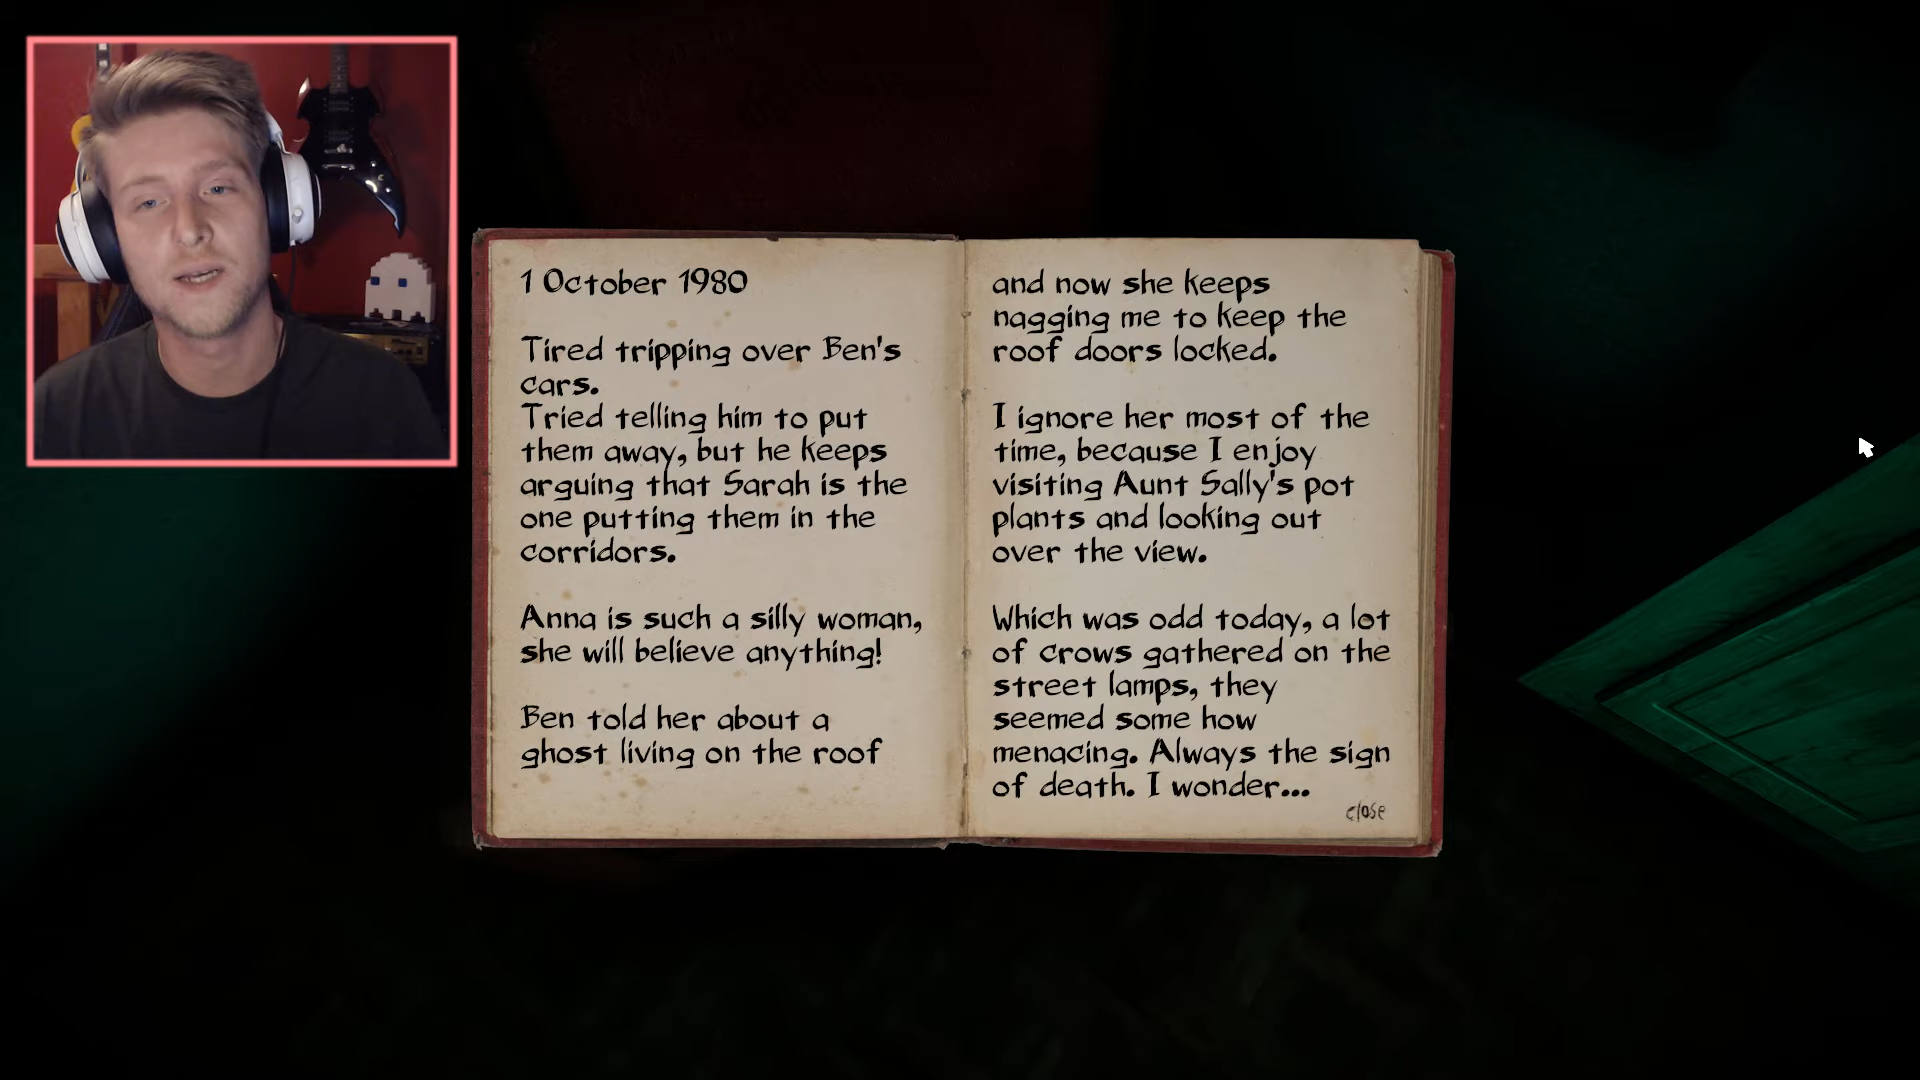 1 October 1980
Tired tripping over Ben's
cars.
Tried telling him to put
them away, but he keeps
arguing that Sarah is the
one putting them in the
corridors.
Anna is such a silly woman,
she will believe anything!
Ben told her about a
ghost living on the roof
and now she keeps
nagging me to keep the
roof doors locked.
I ignore her most of the
time, because I enjoy
visiting Aunt Sally's pot
plants and looking out
over the view.
Which was odd today, a lot
of crows gathered on the
street lamps, they
seemed some how
menacing. Always the sign
of death. I wonder...
close